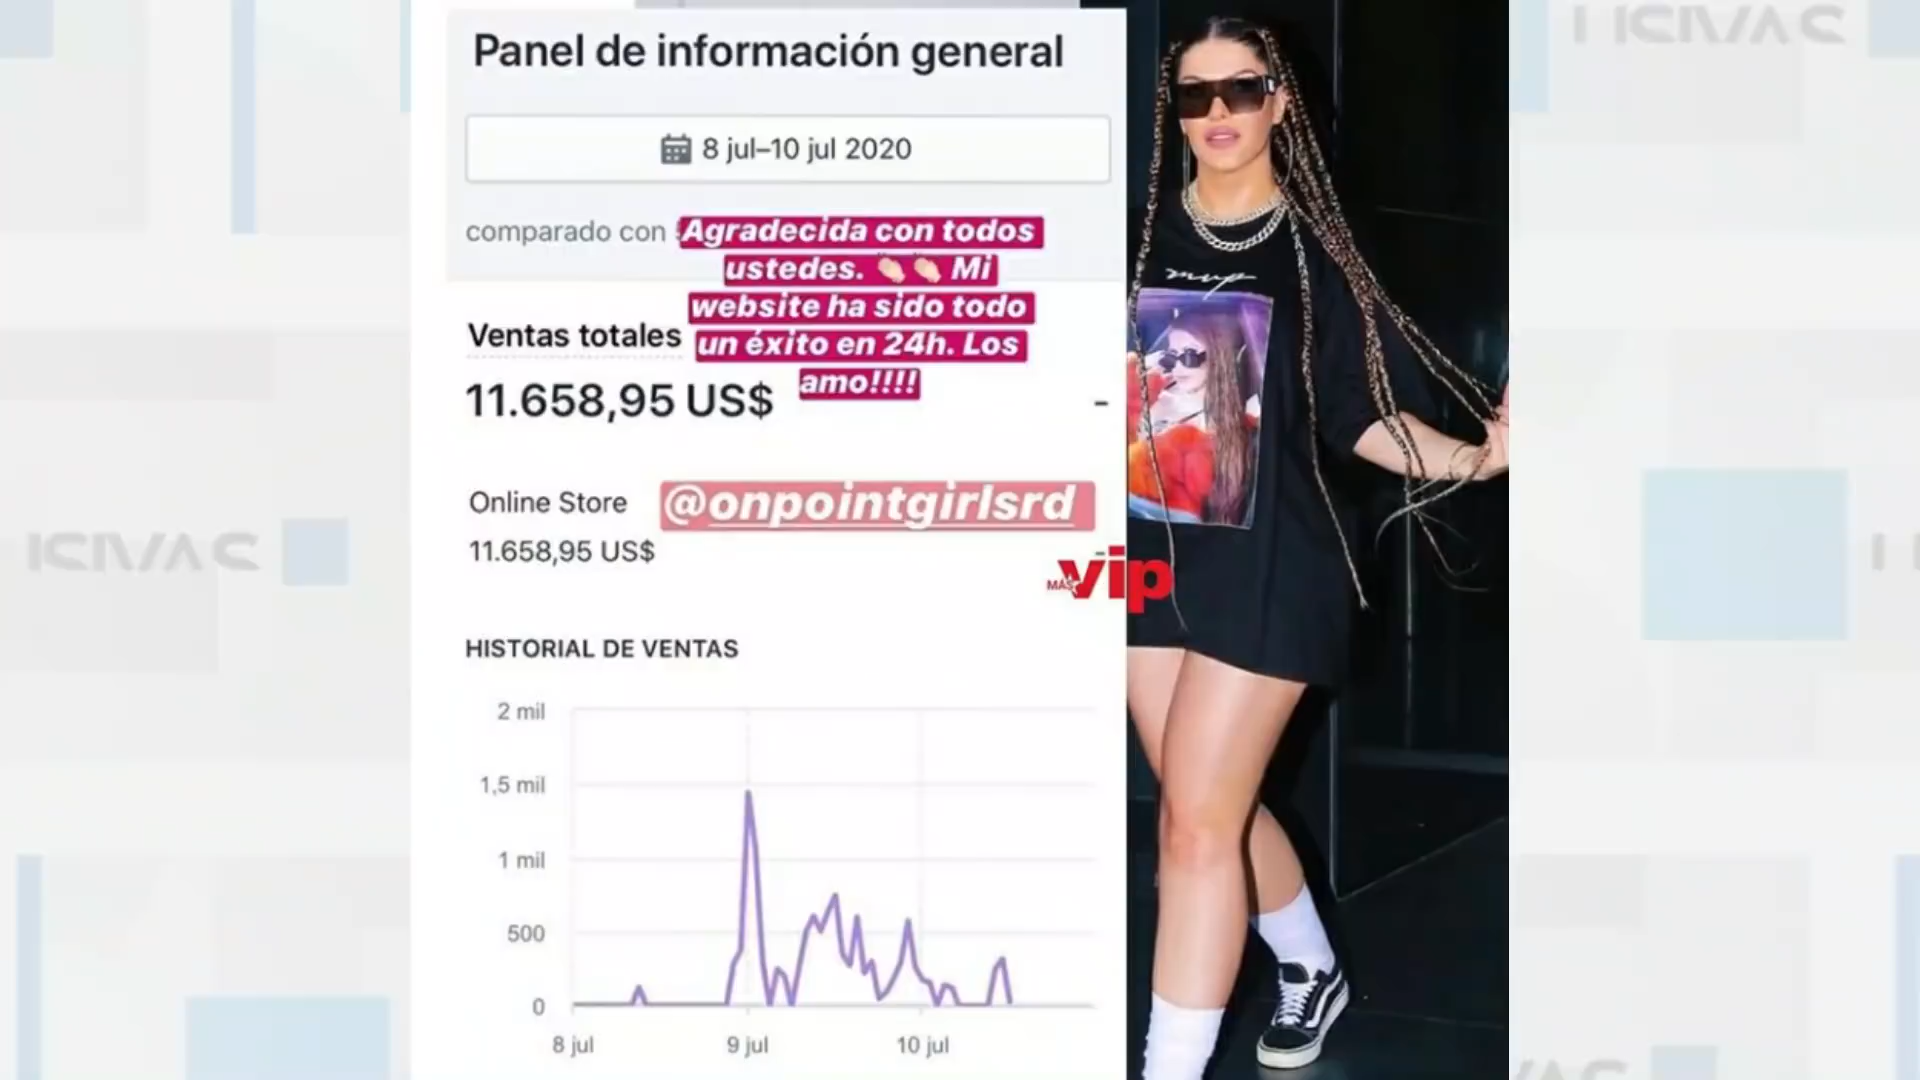 Panel de información general
8 jul–10 jul 2020
comparado con
Agradecida con todos
ustedes. 👏🏻👏🏻 Mi
website ha sido todo
un éxito en 24h. Los
amo!!!!
Ventas totales
11.658,95 US$
-
Online Store
@onpointgirlsrd
11.658,95 US$
-
MÁS vip
HISTORIAL DE VENTAS
2 mil
1,5 mil
1 mil
500
0
8 jul
9 jul
10 jul